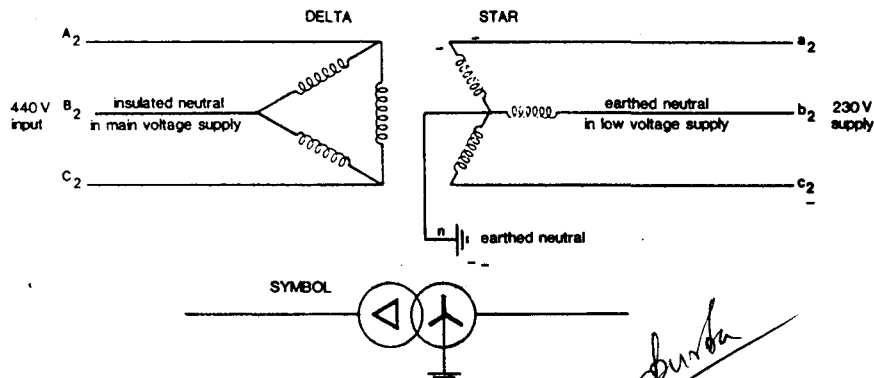 DELTA STAR
A2 a2
440 V input B2 insulated neutral in main voltage supply earthed neutral in low voltage supply b2 230 V supply
C2 c2
n earthed neutral
SYMBOL